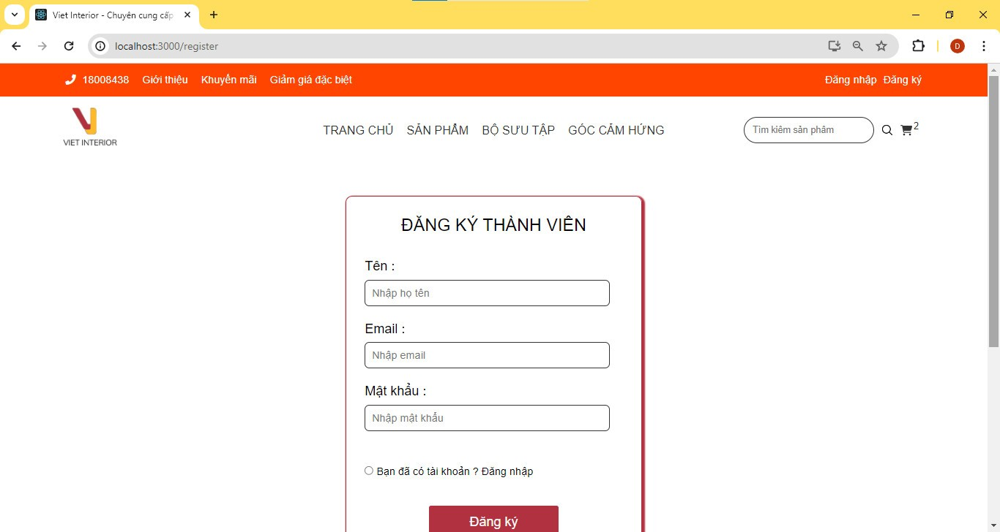 Viet Interior - Chuyên cung cấp
localhost:3000/register
D
18008438 Giới thiệu Khuyến mãi Giảm giá đặc biệt Đăng nhập Đăng ký
VIET INTERIOR
TRANG CHỦ SẢN PHẨM BỘ SƯU TẬP GÓC CẢM HỨNG
Tìm kiếm sản phẩm
2
ĐĂNG KÝ THÀNH VIÊN
Tên :
Nhập họ tên
Email :
Nhập email
Mật khẩu :
Nhập mật khẩu
Bạn đã có tài khoản ? Đăng nhập
Đăng ký